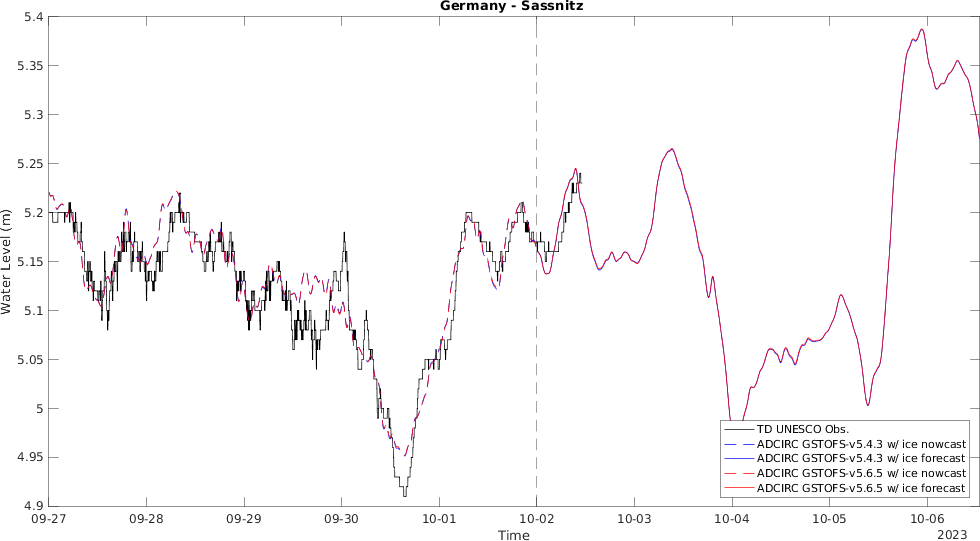 Germany - Sassnitz
5.4
5.35
5.3
5.25
5.2
5.15
5.1
5.05
5
4.95
4.9
Water Level (m)
TD UNESCO Obs.
ADCIRC GSTOFS-v5.4.3 w/ ice nowcast
ADCIRC GSTOFS-v5.4.3 w/ ice forecast
ADCIRC GSTOFS-v5.6.5 w/ ice nowcast
ADCIRC GSTOFS-v5.6.5 w/ ice forecast
09-27 09-28 09-29 09-30 10-01 10-02 10-03 10-04 10-05 10-06
Time
2023